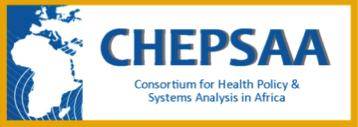 CHEPSAA
Consortium for Health Policy &
Systems Analysis in Africa